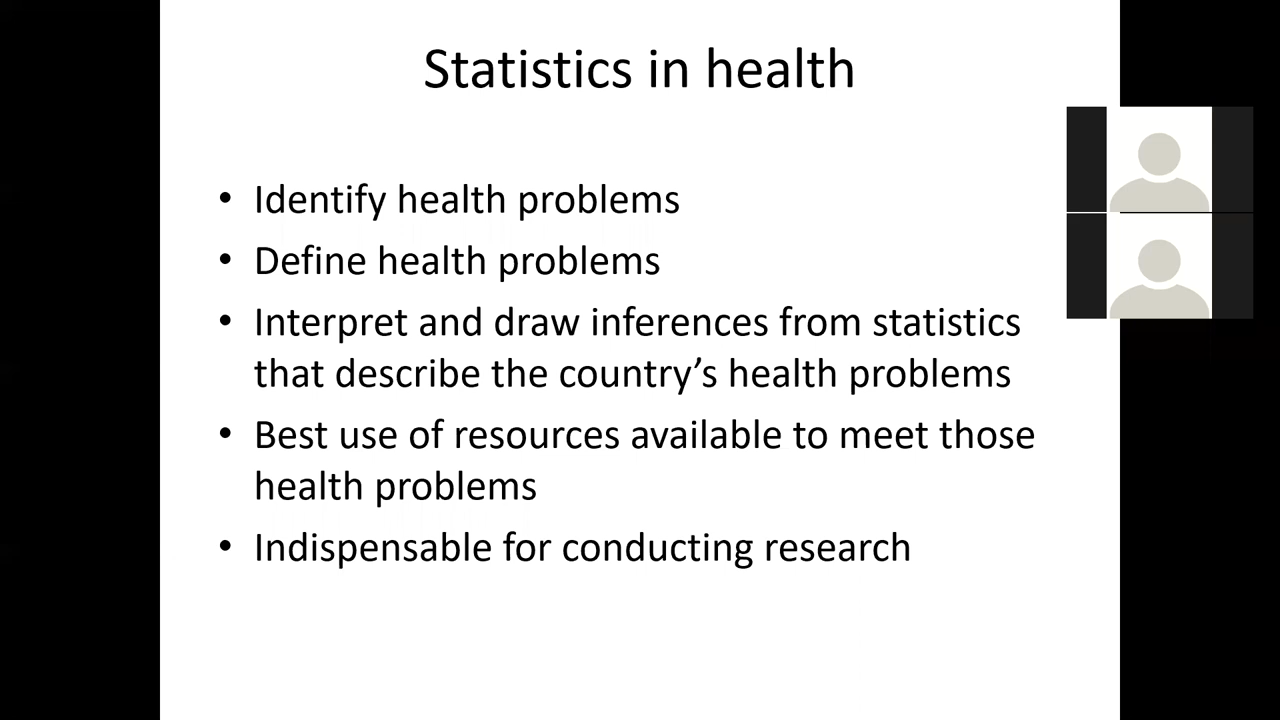 Statistics in health
• Identify health problems
• Define health problems
• Interpret and draw inferences from statistics
that describe the country’s health problems
• Best use of resources available to meet those
health problems
• Indispensable for conducting research